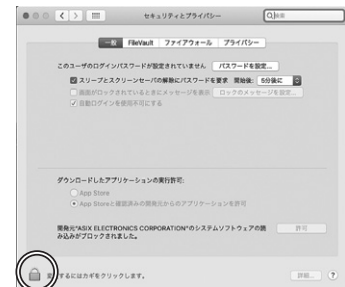 セキュリティとプライバシー
検索
一般 FileVault ファイアウォール プライバシー
このユーザのログインパスワードが設定されていません パスワードを設定...
スリープとスクリーンセーバの解除にパスワードを要求 開始後: 5分後に
画面がロックされているときにメッセージを表示 ロックのメッセージを設定...
自動ログインを使用不可にする
ダウンロードしたアプリケーションの実行許可:
App Store
App Storeと確認済みの開発元からのアプリケーションを許可
開発元"ASIX ELECTRONICS CORPORATION"のシステムソフトウェアの読 許可
み込みがブロックされました。
するにはカギをクリックします。 詳細... ?